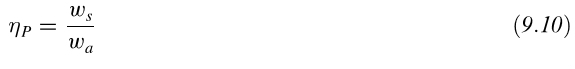 η_P = w_s / w_a (9.10)